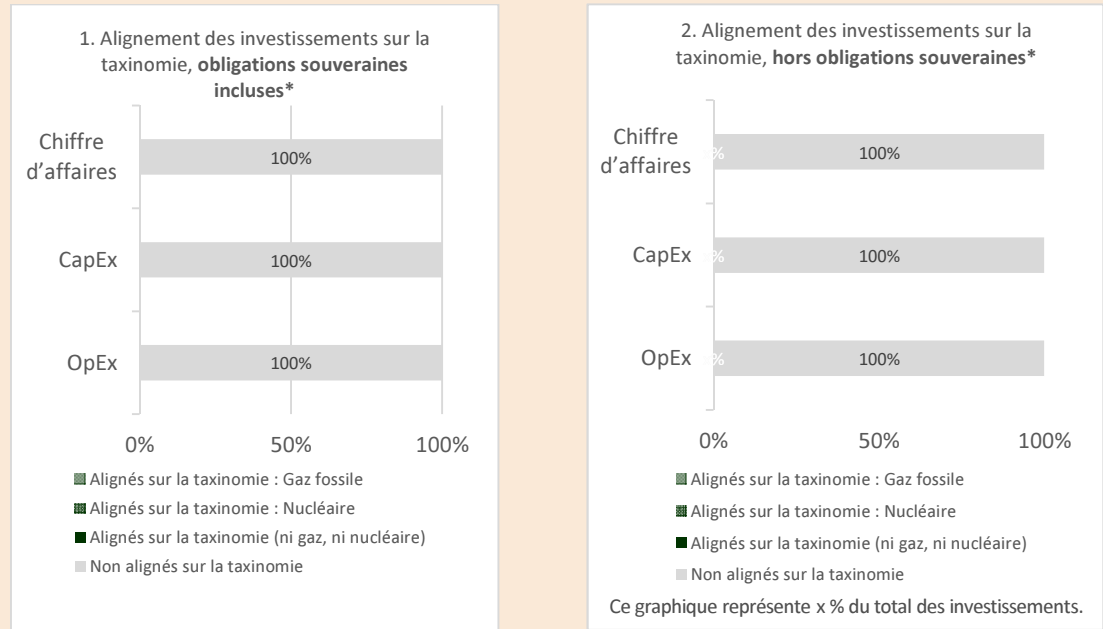 1. Alignement des investissements sur la
taxinomie, obligations souveraines
incluses*
Chiffre
d’affaires
100%
CapEx
100%
OpEx
100%
0%
50%
100%
Alignés sur la taxinomie : Gaz fossile
Alignés sur la taxinomie : Nucléaire
Alignés sur la taxinomie (ni gaz, ni nucléaire)
Non alignés sur la taxinomie
2. Alignement des investissements sur la
taxinomie, hors obligations souveraines*
Chiffre
d’affaires
%
100%
CapEx
%
100%
OpEx
%
100%
0%
50%
100%
Alignés sur la taxinomie : Gaz fossile
Alignés sur la taxinomie : Nucléaire
Alignés sur la taxinomie (ni gaz, ni nucléaire)
Non alignés sur la taxinomie
Ce graphique représente x % du total des investissements.